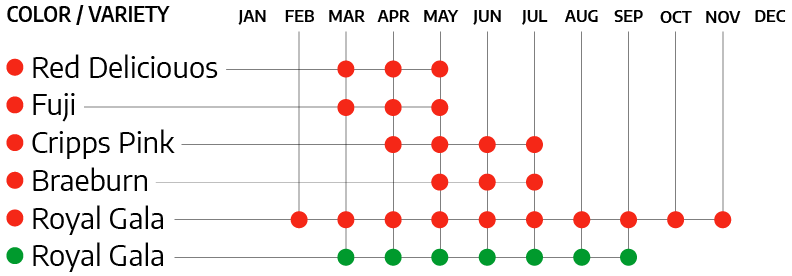 COLOR / VARIETY JAN FEB MAR APR MAY JUN JUL AUG SEP OCT NOV DEC
Red Deliciouos
Fuji
Cripps Pink
Braeburn
Royal Gala
Royal Gala